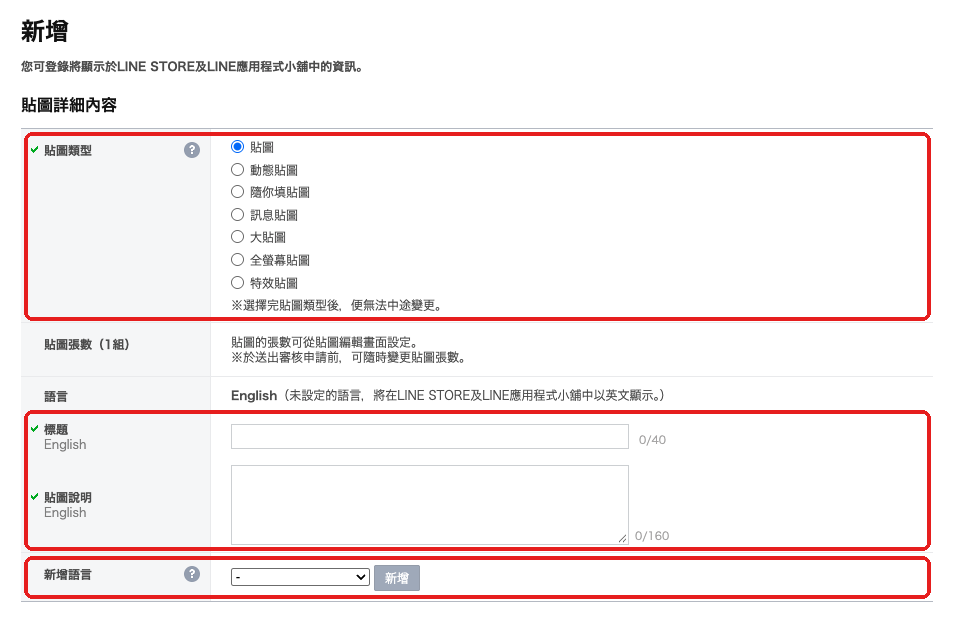 新增
您可登錄將顯示於LINE STORE及LINE應用程式小舖中的資訊。
貼圖詳細內容
貼圖類型 ?
貼圖
動態貼圖
隨你填貼圖
訊息貼圖
大貼圖
全螢幕貼圖
特效貼圖
※選擇完貼圖類型後，便無法中途變更。
貼圖張數（1組）
貼圖的張數可從貼圖編輯畫面設定。
※於送出審核申請前，可隨時變更貼圖張數。
語言
English（未設定的語言，將在LINE STORE及LINE應用程式小舖中以英文顯示。）
標題
English
0/40
貼圖說明
English
0/160
新增語言 ?
-
新增